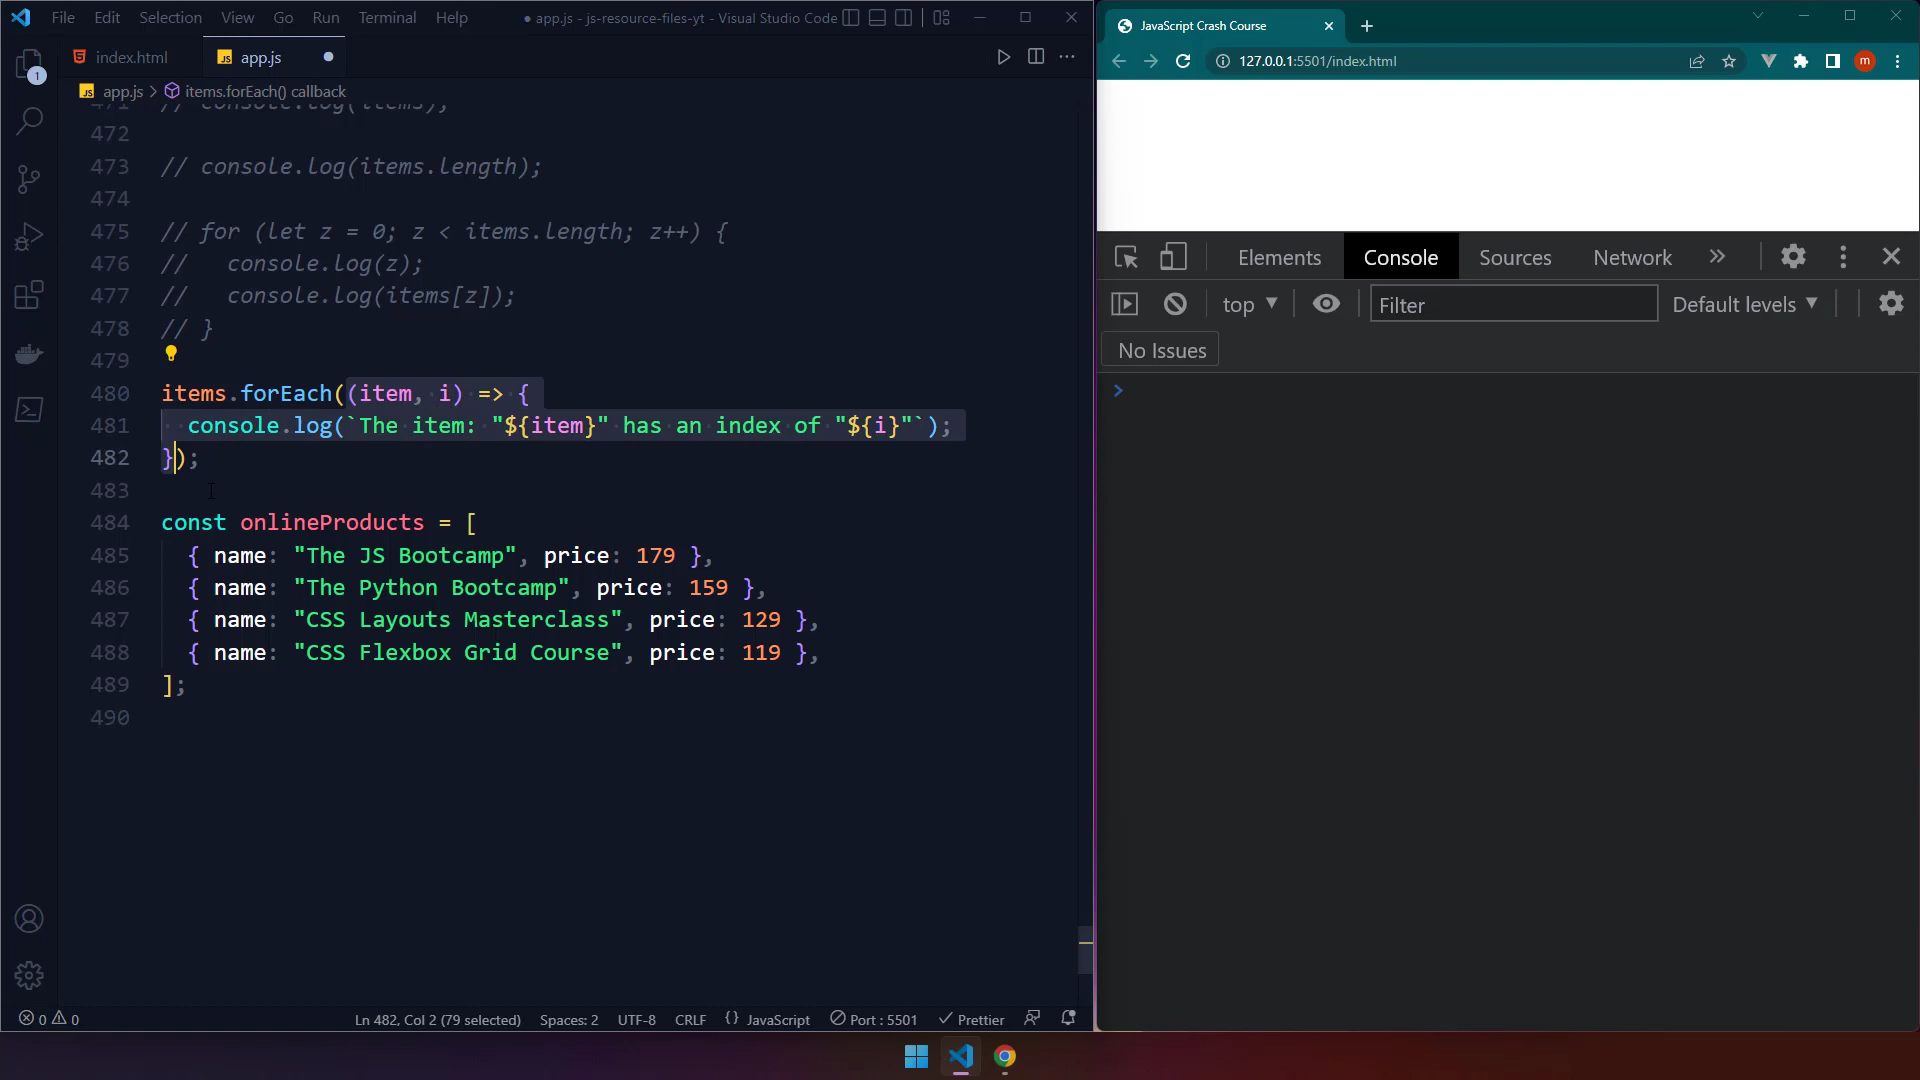 File Edit Selection View Go Run Terminal Help
● app.js - js-resource-files-yt - Visual Studio Code
index.html
app.js
app.js > items.forEach() callback
1
471 // console.log(items);
472
473 // console.log(items.length);
474
475 // for (let z = 0; z < items.length; z++) {
476 //   console.log(z);
477 //   console.log(items[z]);
478 // }
479
480 items.forEach((item, i) => {
481   console.log(`The item: "${item}" has an index of "${i}"`);
482 });
483
484 const onlineProducts = [
485   { name: "The JS Bootcamp", price: 179 },
486   { name: "The Python Bootcamp", price: 159 },
487   { name: "CSS Layouts Masterclass", price: 129 },
488   { name: "CSS Flexbox Grid Course", price: 119 },
489 ];
490
0 0
Ln 482, Col 2 (79 selected) Spaces: 2 UTF-8 CRLF {} JavaScript Port : 5501 Prettier
JavaScript Crash Course
127.0.0.1:5501/index.html
m
Elements Console Sources Network
top Filter Default levels
No Issues